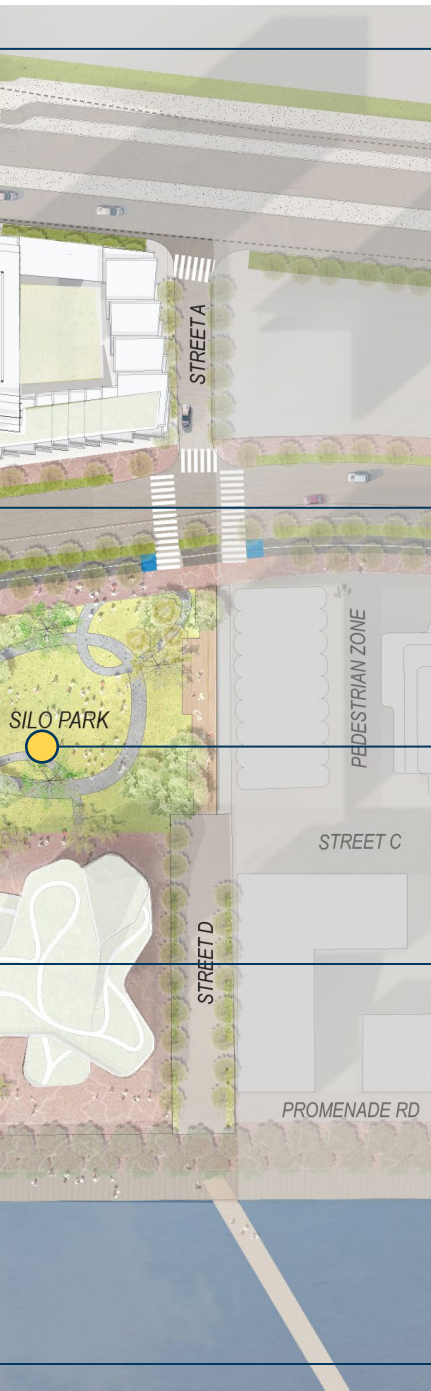 STREET A
PEDESTRIAN ZONE
SILO PARK
STREET C
STREET D
PROMENADE RD